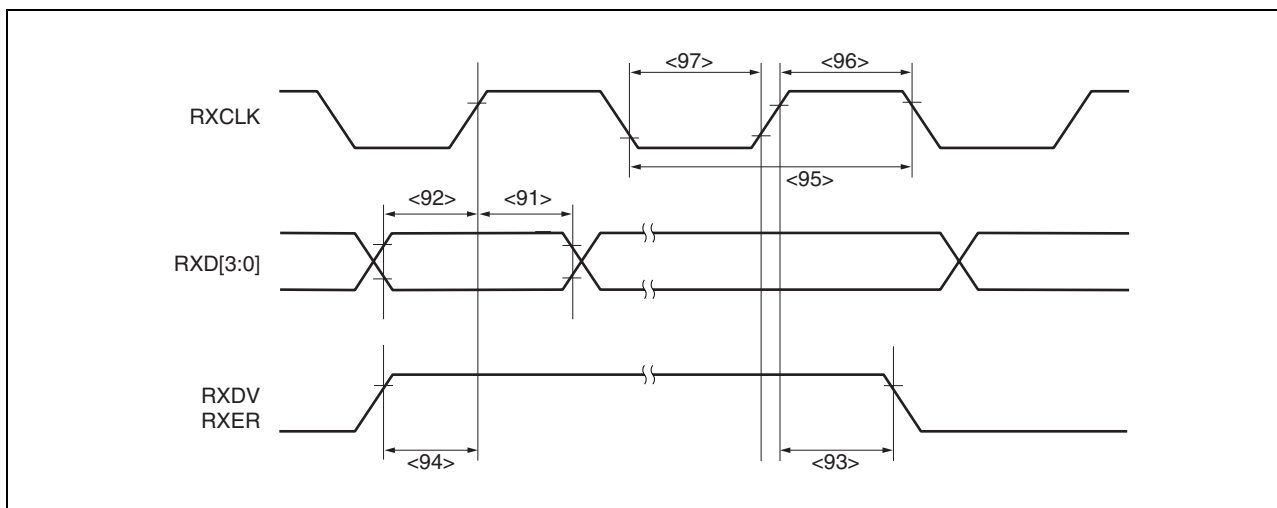 <97>
<96>
RXCLK
<95>
<92>
<91>
RXD[3:0]
RXDV
RXER
<94>
<93>